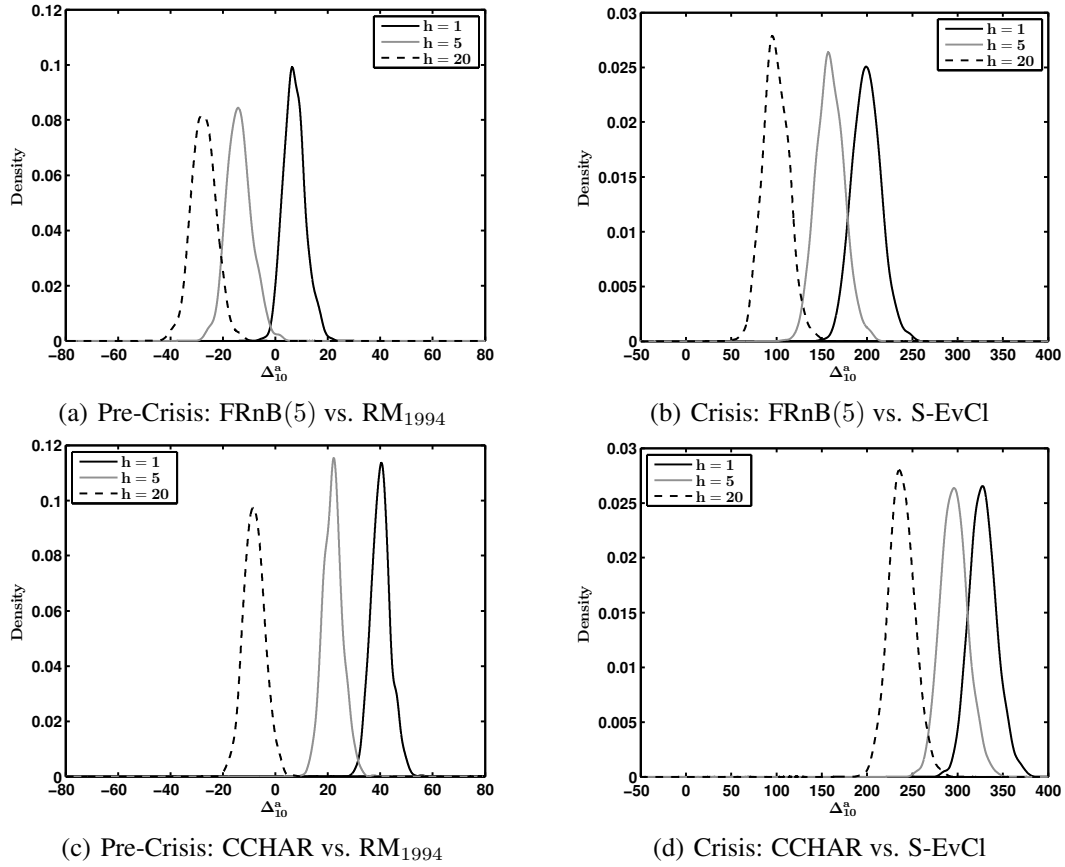 0.12
0.1
0.08
0.06
0.04
0.02
0
Density
h = 1
h = 5
h = 20
−80 −60 −40 −20 0 20 40 60 80
Δ^a_10
(a) Pre-Crisis: FRnB(5) vs. RM1994
0.03
0.025
0.02
0.015
0.01
0.005
0
Density
h = 1
h = 5
h = 20
−50 0 50 100 150 200 250 300 350 400
Δ^a_10
(b) Crisis: FRnB(5) vs. S-EvCl
0.12
0.1
0.08
0.06
0.04
0.02
0
Density
h = 1
h = 5
h = 20
−80 −60 −40 −20 0 20 40 60 80
Δ^a_10
(c) Pre-Crisis: CCHAR vs. RM1994
0.03
0.025
0.02
0.015
0.01
0.005
0
Density
h = 1
h = 5
h = 20
−50 0 50 100 150 200 250 300 350 400
Δ^a_10
(d) Crisis: CCHAR vs. S-EvCl